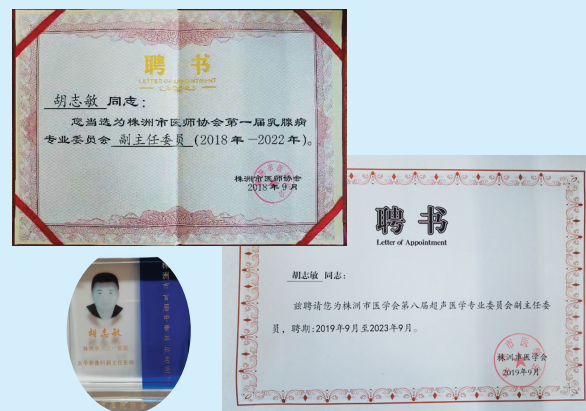 聘书
LETTER OF APPOINTMENT
胡志敏 同志：
您当选为株洲市医师协会第一届乳腺病
专业委员会 副主任委员（2018年-2022年）。
株洲市医师协会
2018年9月
聘书
Letter of Appointment
胡志敏 同志：
兹聘请您为株洲市医学会第八届超声医学专业委员会副主任委
员，聘期：2019年9月至2023年9月。
株洲市医学会
2019年9月
胡志敏